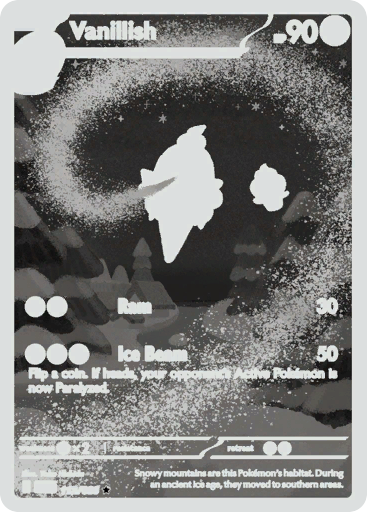 Vanillish
HP 90
Ram 30
Ice Beam 50
Flip a coin. If heads, your opponent's Active Pokémon is
now Paralyzed.
×2
retreat
Snowy mountains are this Pokémon's habitat. During
an ancient ice age, they moved to southern areas.